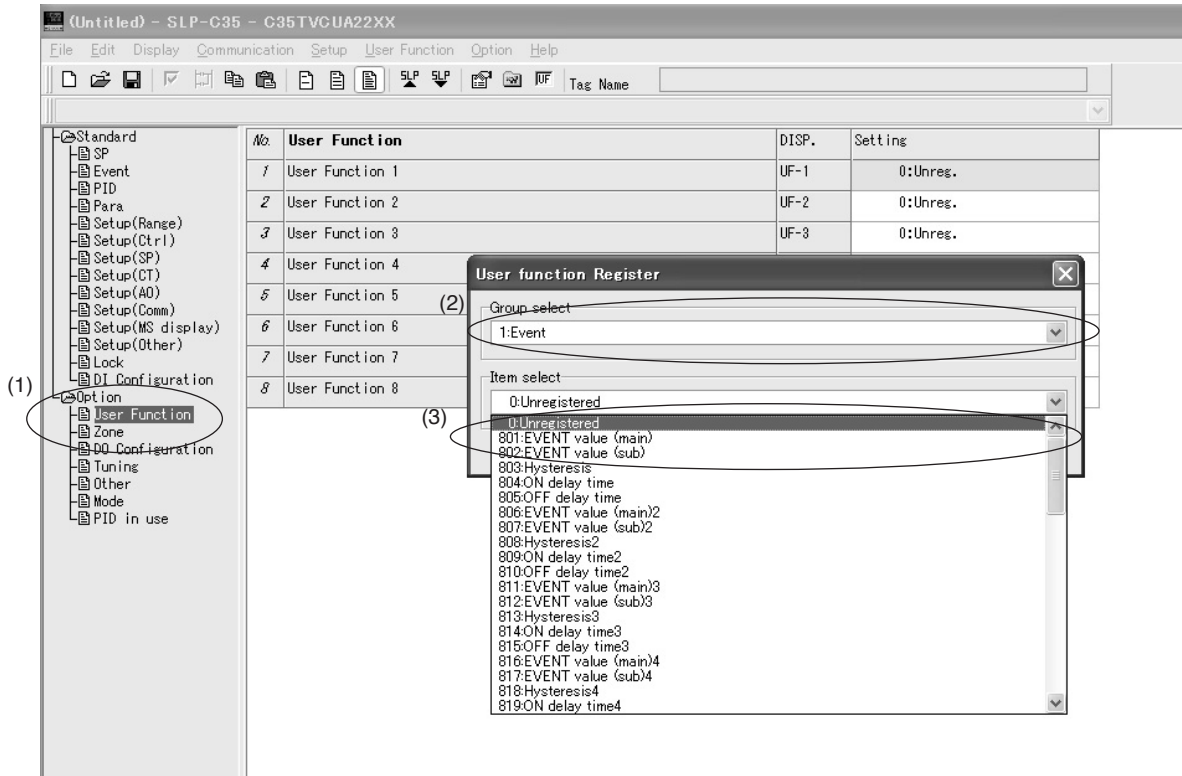 (Untitled) - SLP-C35 - C35TVCUA22XX
File Edit Display Communication Setup User Function Option Help
SLP SLP UF Tag Name
Standard
SP
Event
PID
Para
Setup(Range)
Setup(Ctrl)
Setup(SP)
Setup(CT)
Setup(AO)
Setup(Comm)
Setup(MS display)
Setup(Other)
Lock
DI Configuration
(1)
Option
User Function
Zone
DO Configuration
Tuning
Other
Mode
PID in use
No. User Function DISP. Setting
1 User Function 1 UF-1 0:Unreg.
2 User Function 2 UF-2 0:Unreg.
3 User Function 3 UF-3 0:Unreg.
4 User Function 4
5 User Function 5
6 User Function 6
7 User Function 7
8 User Function 8
User function Register
(2)
Group select
1:Event
Item select
0:Unregistered
(3)
0:Unregistered
801:EVENT value (main)
802:EVENT value (sub)
803:Hysteresis
804:ON delay time
805:OFF delay time
806:EVENT value (main)2
807:EVENT value (sub)2
808:Hysteresis2
809:ON delay time2
810:OFF delay time2
811:EVENT value (main)3
812:EVENT value (sub)3
813:Hysteresis3
814:ON delay time3
815:OFF delay time3
816:EVENT value (main)4
817:EVENT value (sub)4
818:Hysteresis4
819:ON delay time4